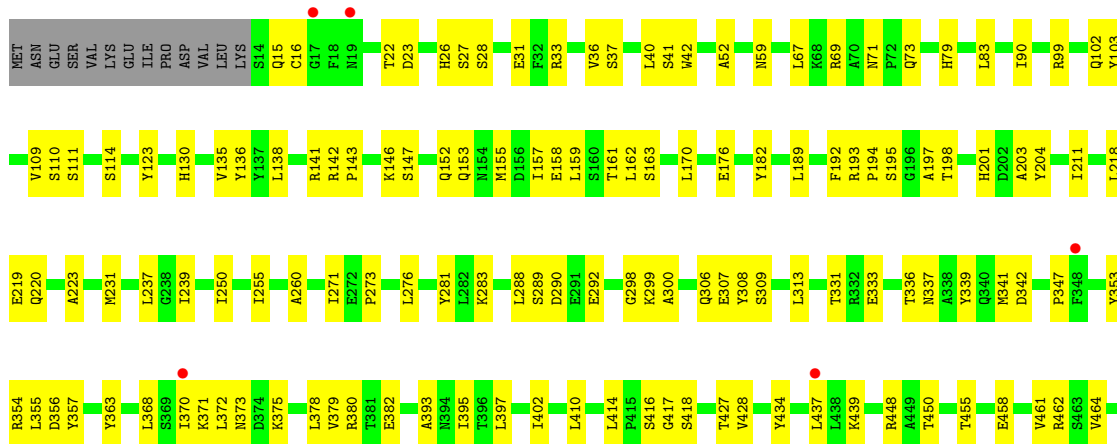 MET ASN GLU SER VAL LYS GLU ILE PRO ASP VAL LEU LYS S14 Q15 C16 G17 F18 N19 T22 D23 H26 S27 S28 E31 F32 R33 V36 S37 L40 S41 W42 A52 N59 L67 K68 R69 A70 N71 P72 Q73 H79 L83 I90 R99 Q102 Y103
V109 S110 S111 S114 Y123 H130 V135 Y136 Y137 L138 R141 R142 P143 K146 S147 Q152 Q153 N154 M155 D156 I157 E158 L159 S160 T161 L162 S163 L170 E176 Y182 L189 F192 R193 P194 S195 G196 A197 T198 H201 D202 A203 Y204 I211 L218
E219 Q220 A223 M231 L237 G238 I239 I250 I255 A260 I271 E272 P273 L276 Y281 L282 K283 L288 S289 D290 E291 E292 G298 K299 A300 Q306 E307 Y308 S309 L313 T331 R332 E333 T336 N337 A338 Y339 Q340 M341 D342 P347 F348 Y353
R354 L355 D356 Y357 Y363 L368 S369 I370 K371 L372 N373 D374 K375 L378 V379 R380 T381 E382 A393 N394 I395 T396 L397 I402 L410 L414 P415 S416 G417 S418 T427 V428 Y434 L437 L438 K439 R448 A449 T450 T455 E458 V461 R462 S463 V464